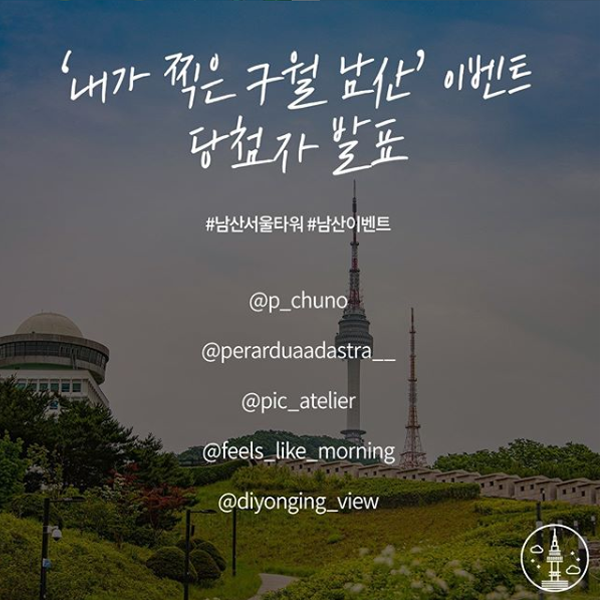 ‘내가 찍은 구월 남산’ 이벤트
당첨자 발표
#남산서울타워 #남산이벤트
@p_chuno
@perarduaadastra__
@pic_atelier
@feels_like_morning
@diyonging_view